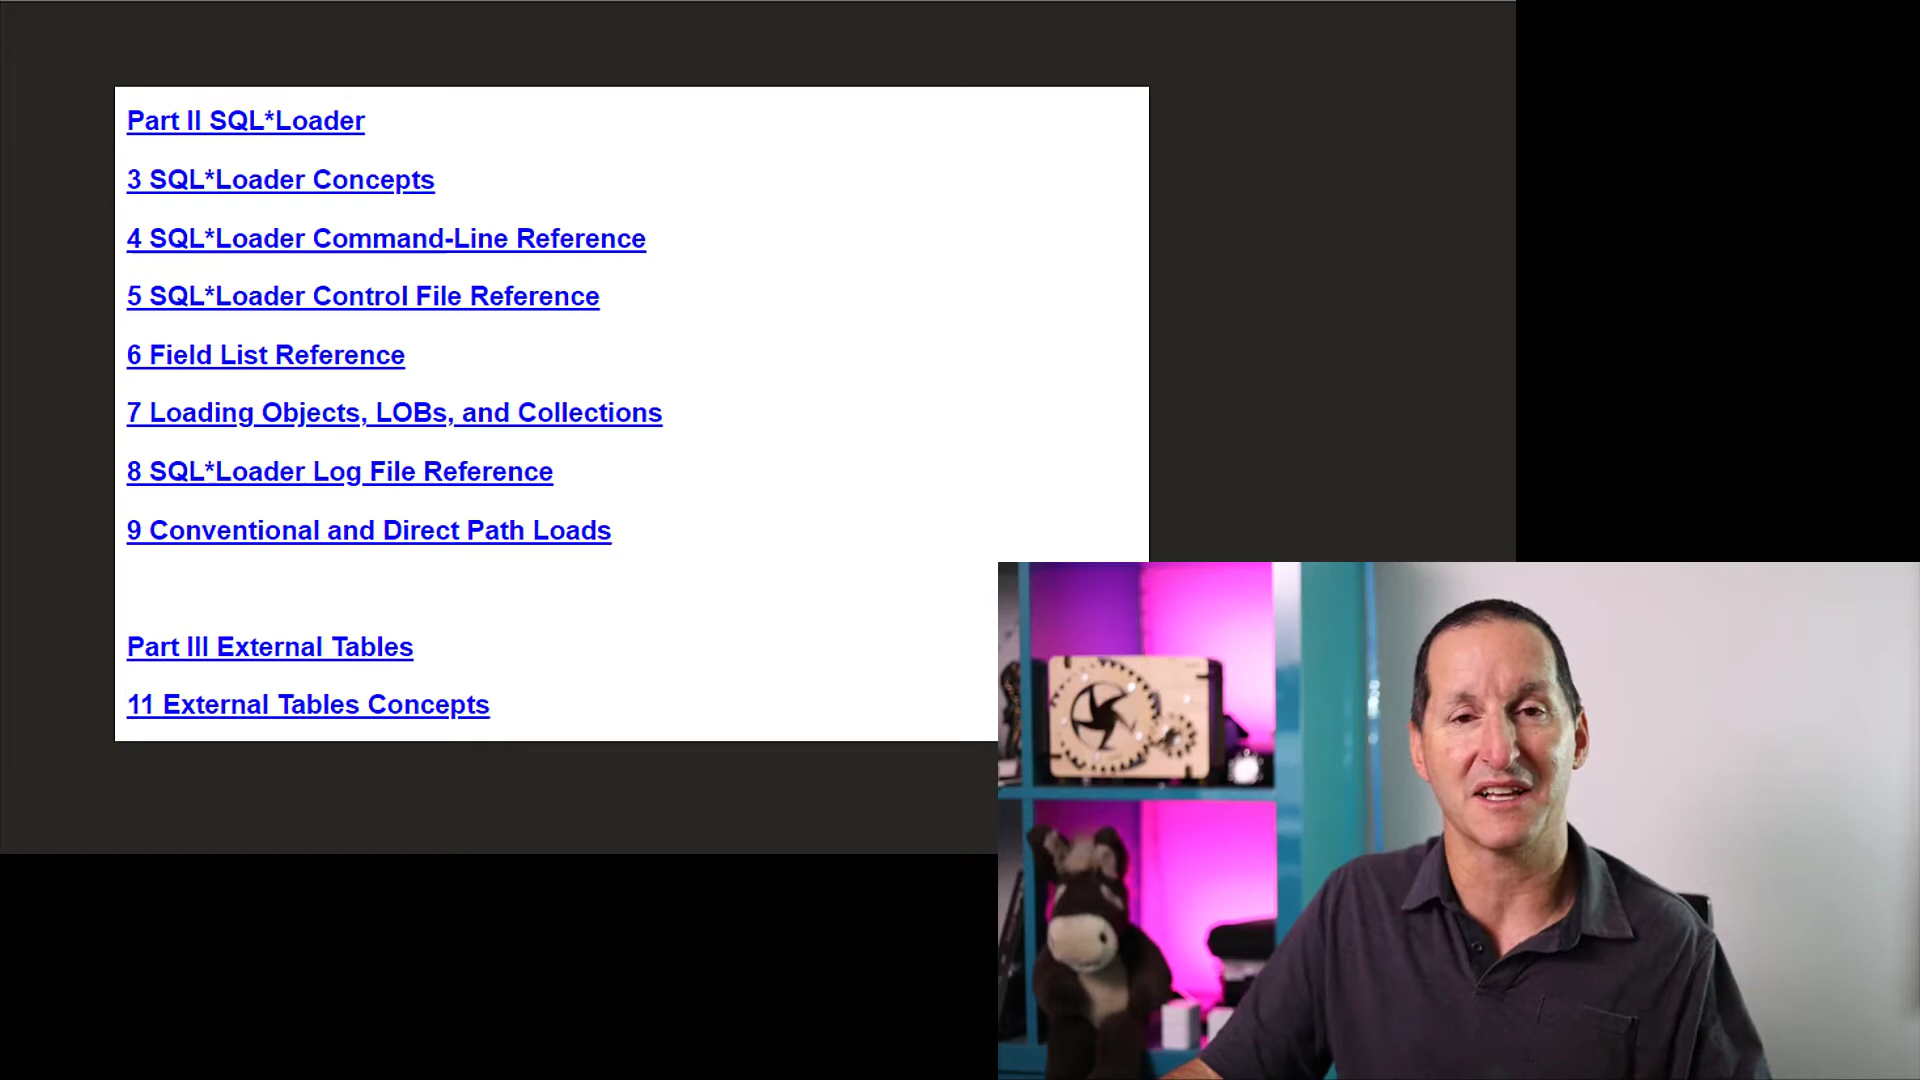 Part II SQL*Loader
3 SQL*Loader Concepts
4 SQL*Loader Command-Line Reference
5 SQL*Loader Control File Reference
6 Field List Reference
7 Loading Objects, LOBs, and Collections
8 SQL*Loader Log File Reference
9 Conventional and Direct Path Loads
Part III External Tables
11 External Tables Concepts